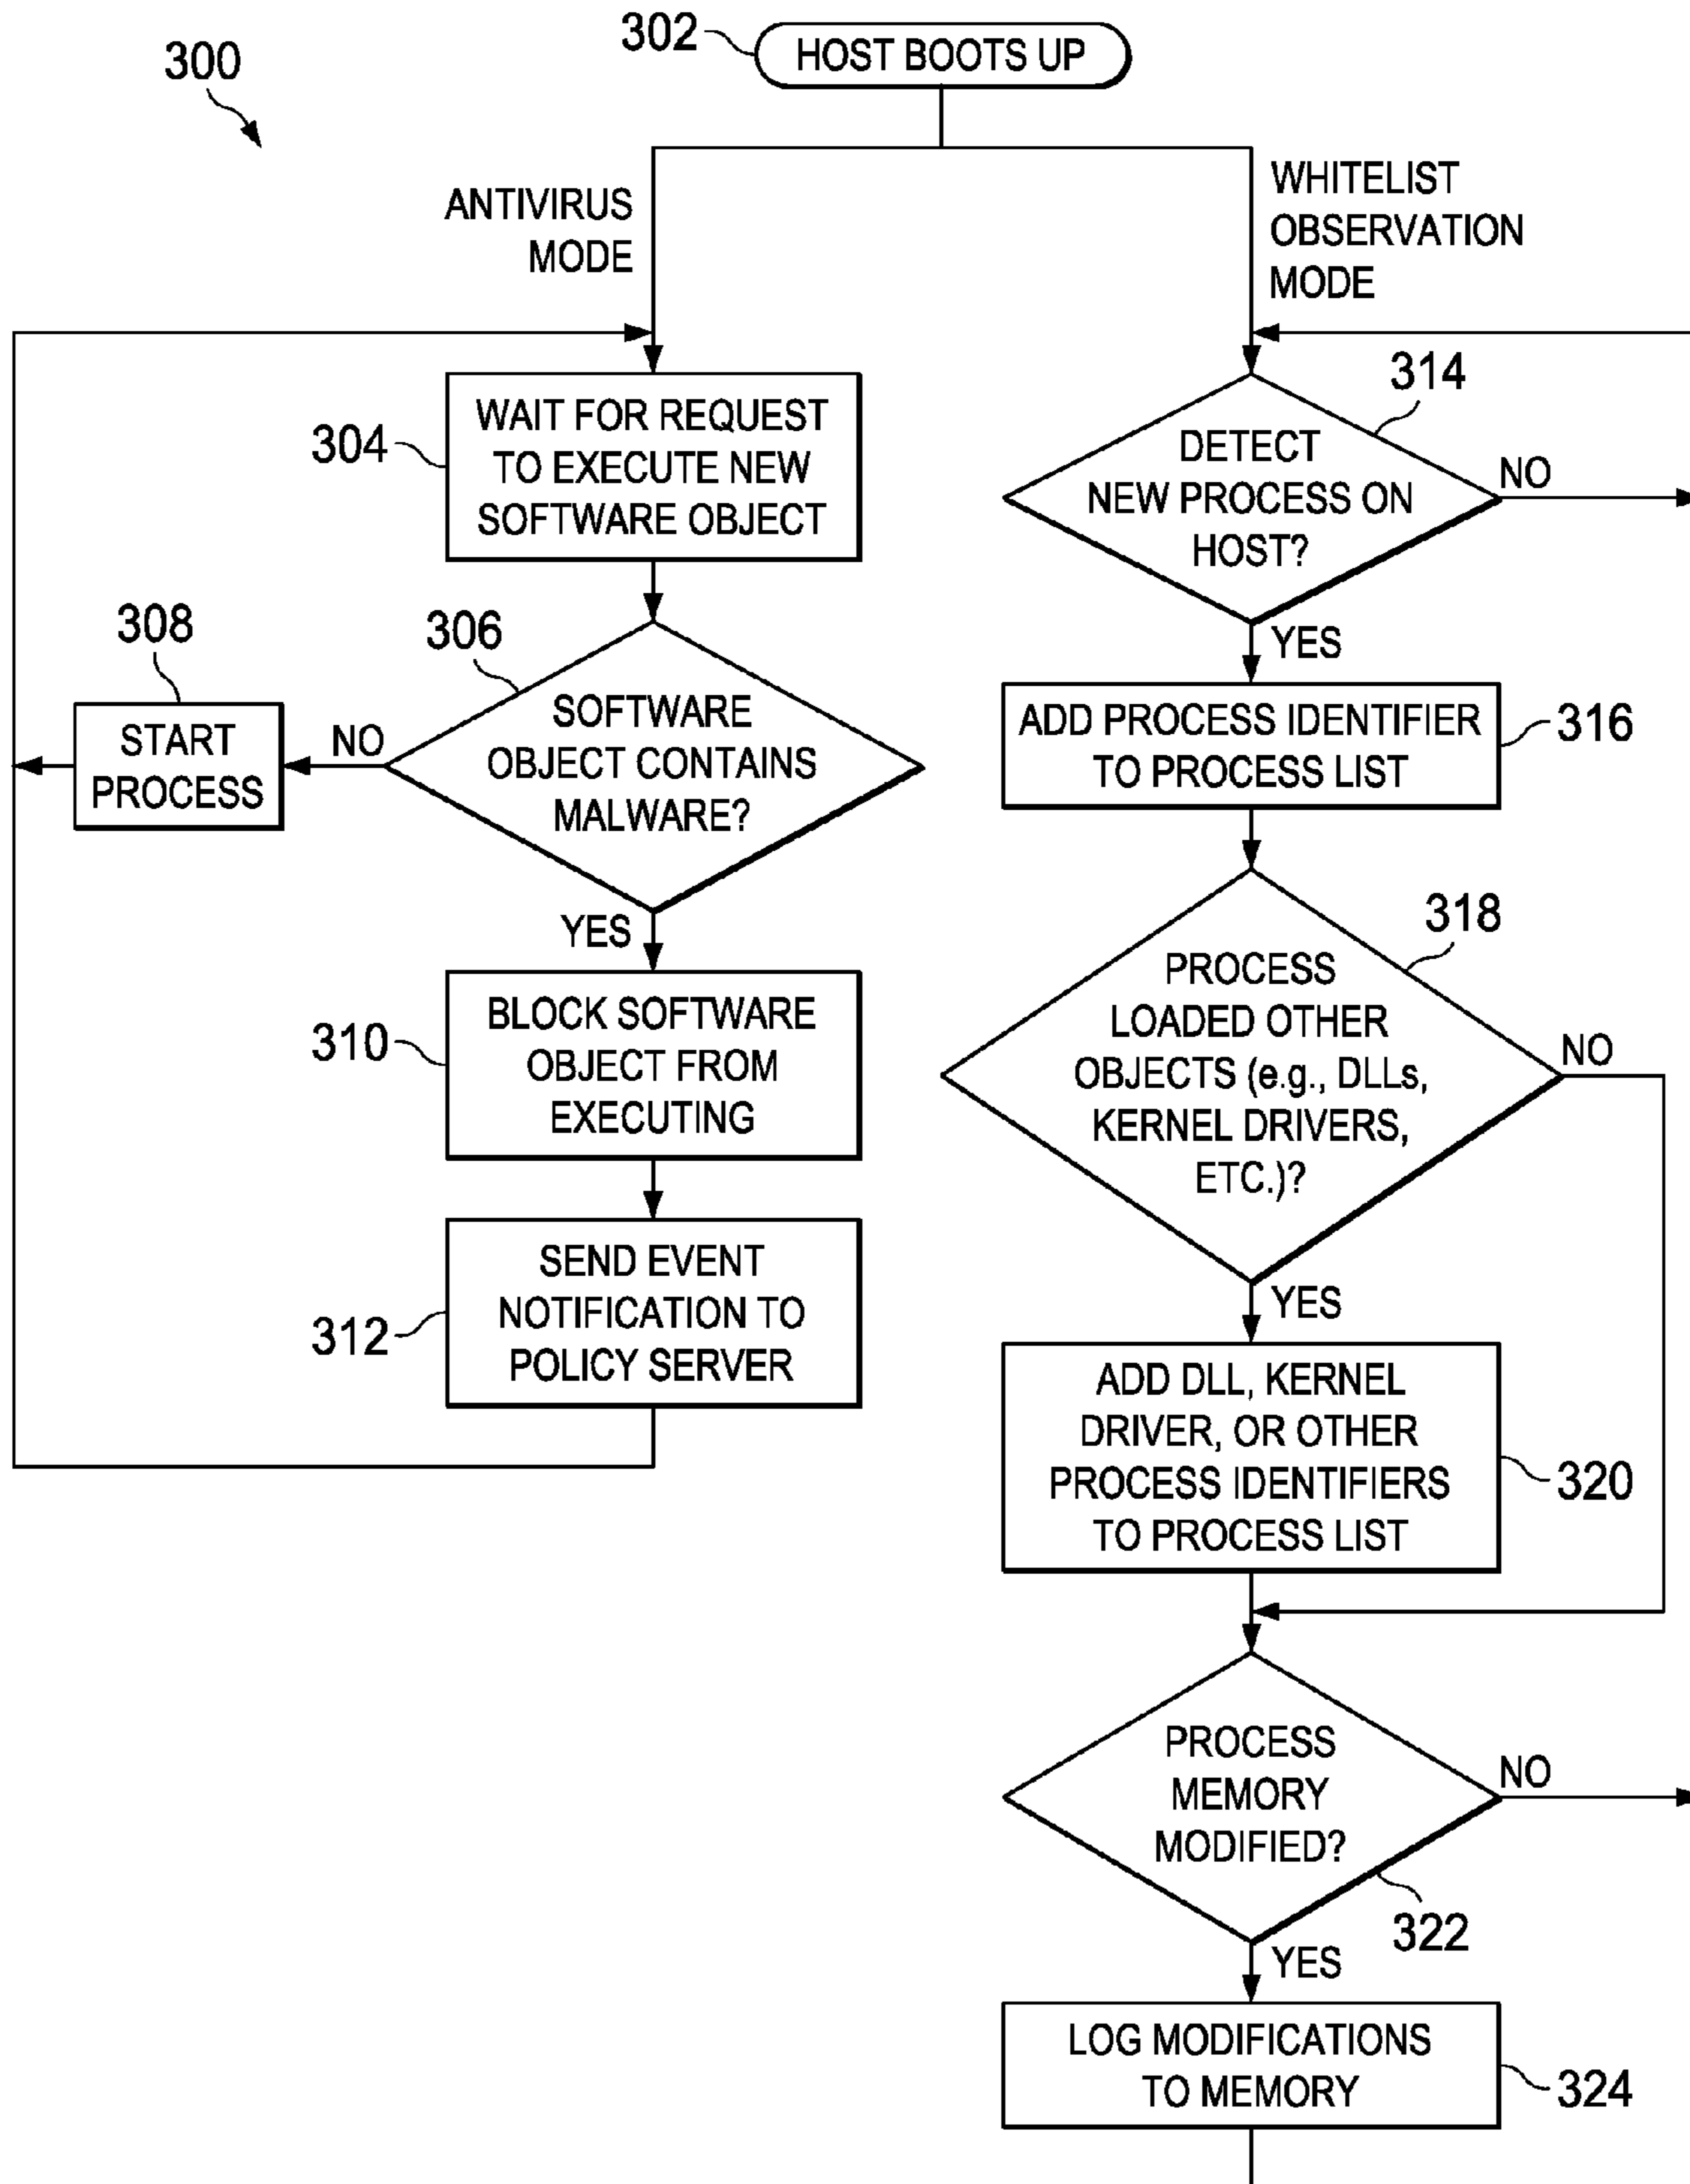 300
302
HOST BOOTS UP
ANTIVIRUS
MODE
WHITELIST
OBSERVATION
MODE
304
WAIT FOR REQUEST
TO EXECUTE NEW
SOFTWARE OBJECT
306
SOFTWARE
OBJECT CONTAINS
MALWARE?
NO
308
START
PROCESS
YES
310
BLOCK SOFTWARE
OBJECT FROM
EXECUTING
312
SEND EVENT
NOTIFICATION TO
POLICY SERVER
314
DETECT
NEW PROCESS ON
HOST?
NO
YES
ADD PROCESS IDENTIFIER
TO PROCESS LIST
316
318
PROCESS
LOADED OTHER
OBJECTS (e.g., DLLs,
KERNEL DRIVERS,
ETC.)?
NO
YES
ADD DLL, KERNEL
DRIVER, OR OTHER
PROCESS IDENTIFIERS
TO PROCESS LIST
320
PROCESS
MEMORY
MODIFIED?
NO
322
YES
LOG MODIFICATIONS
TO MEMORY
324